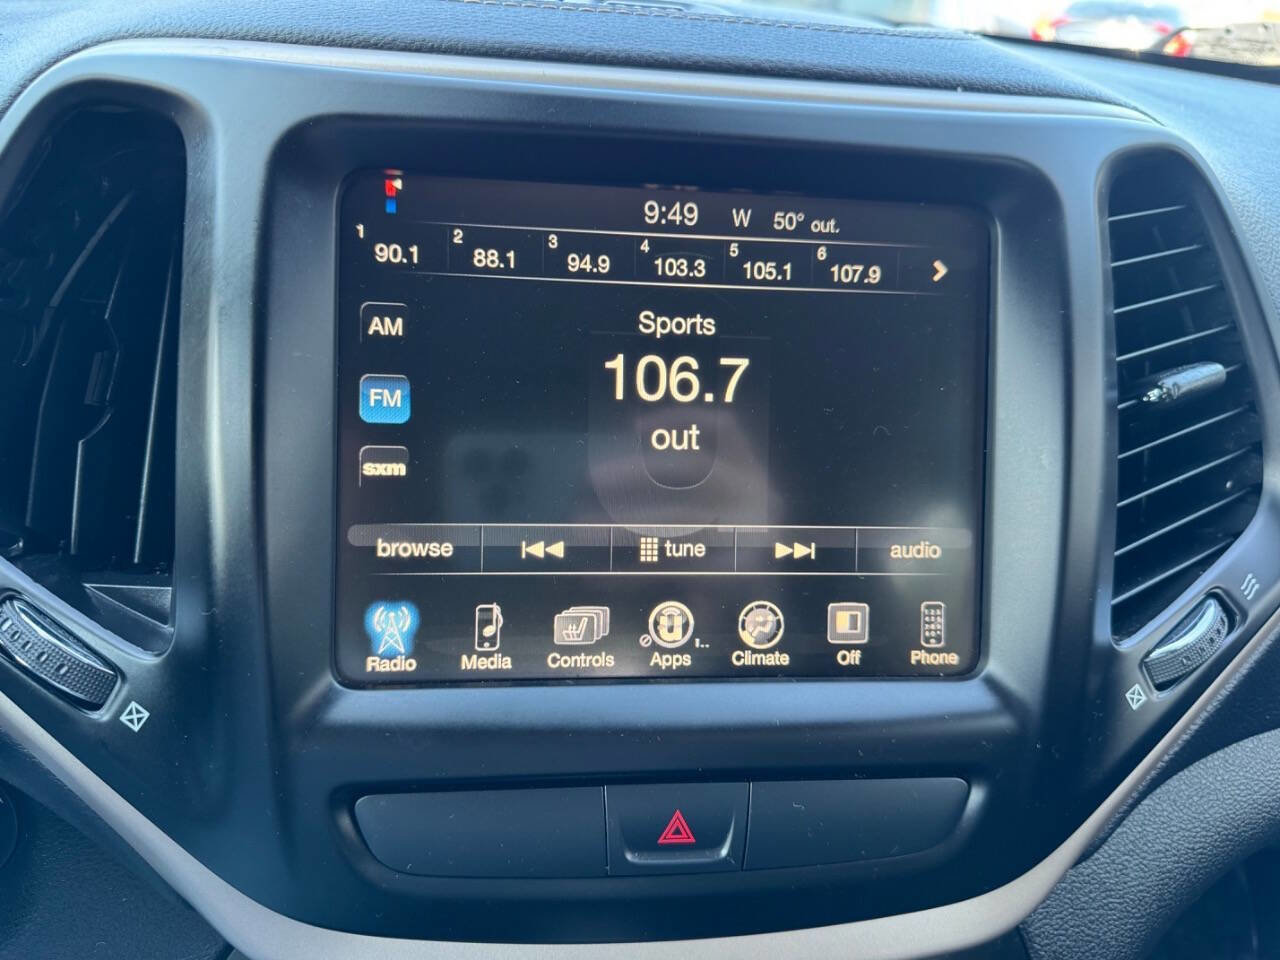 9:49 W 50° out.
1 90.1 2 88.1 3 94.9 4 103.3 5 105.1 6 107.9
AM
Sports
106.7
FM
out
sxm
browse tune audio
Radio Media Controls Apps Climate Off Phone